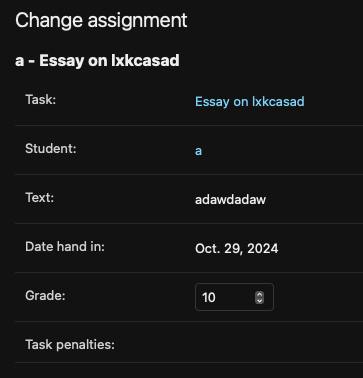 Change assignment
a - Essay on lxkcasad
Task: Essay on lxkcasad
Student: a
Text: adawdadaw
Date hand in: Oct. 29, 2024
Grade: 10
Task penalties: